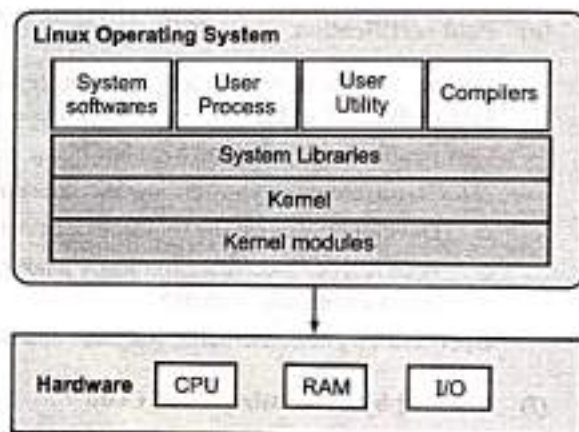 Linux Operating System
System softwares
User Process
User Utility
Compilers
System Libraries
Kernel
Kernel modules
Hardware
CPU
RAM
I/O